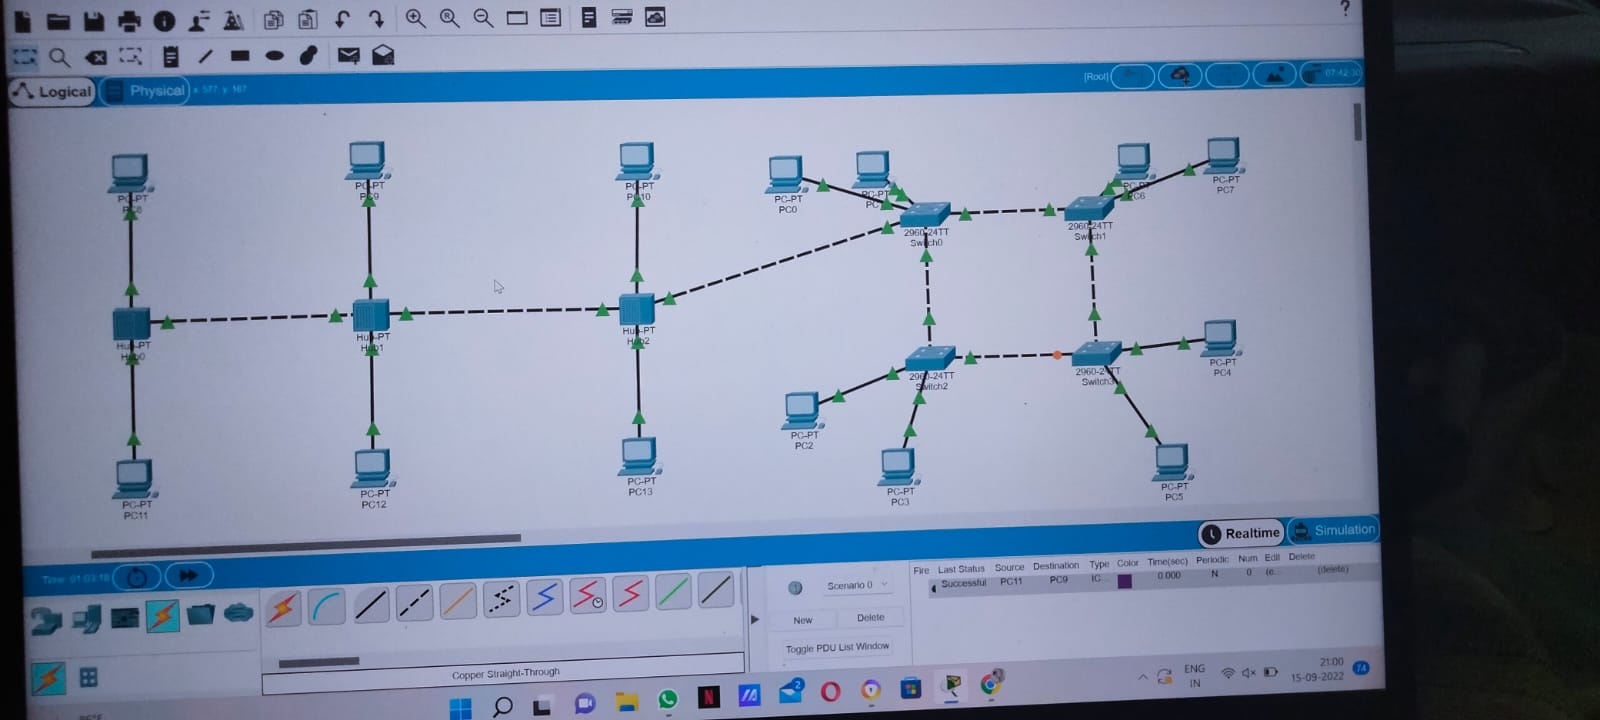 ?
[Root]
07:42:30
Logical
Physical
x 577 y 167
PC-PT
PC8
PC-PT
PC9
PC-PT
PC10
PC-PT
PC0
PC-PT
PC
PC-PT
PC6
PC-PT
PC7
2960-24TT
Switch0
2960-24TT
Switch1
Hub-PT
Hub0
Hub-PT
Hub1
Hub-PT
Hub2
2960-24TT
Switch2
2960-24TT
Switch3
PC-PT
PC4
PC-PT
PC2
PC-PT
PC3
PC-PT
PC5
PC-PT
PC11
PC-PT
PC12
PC-PT
PC13
Realtime
Simulation
Time: 01:03:18
Scenario 0
New
Delete
Toggle PDU List Window
Fire Last Status Source Destination Type Color Time(sec) Periodic Num Edit Delete
Successful PC11 PC9 IC... 0.000 N 0 (e... (delete)
Copper Straight-Through
2
ENG
IN
21:00
15-09-2022
74